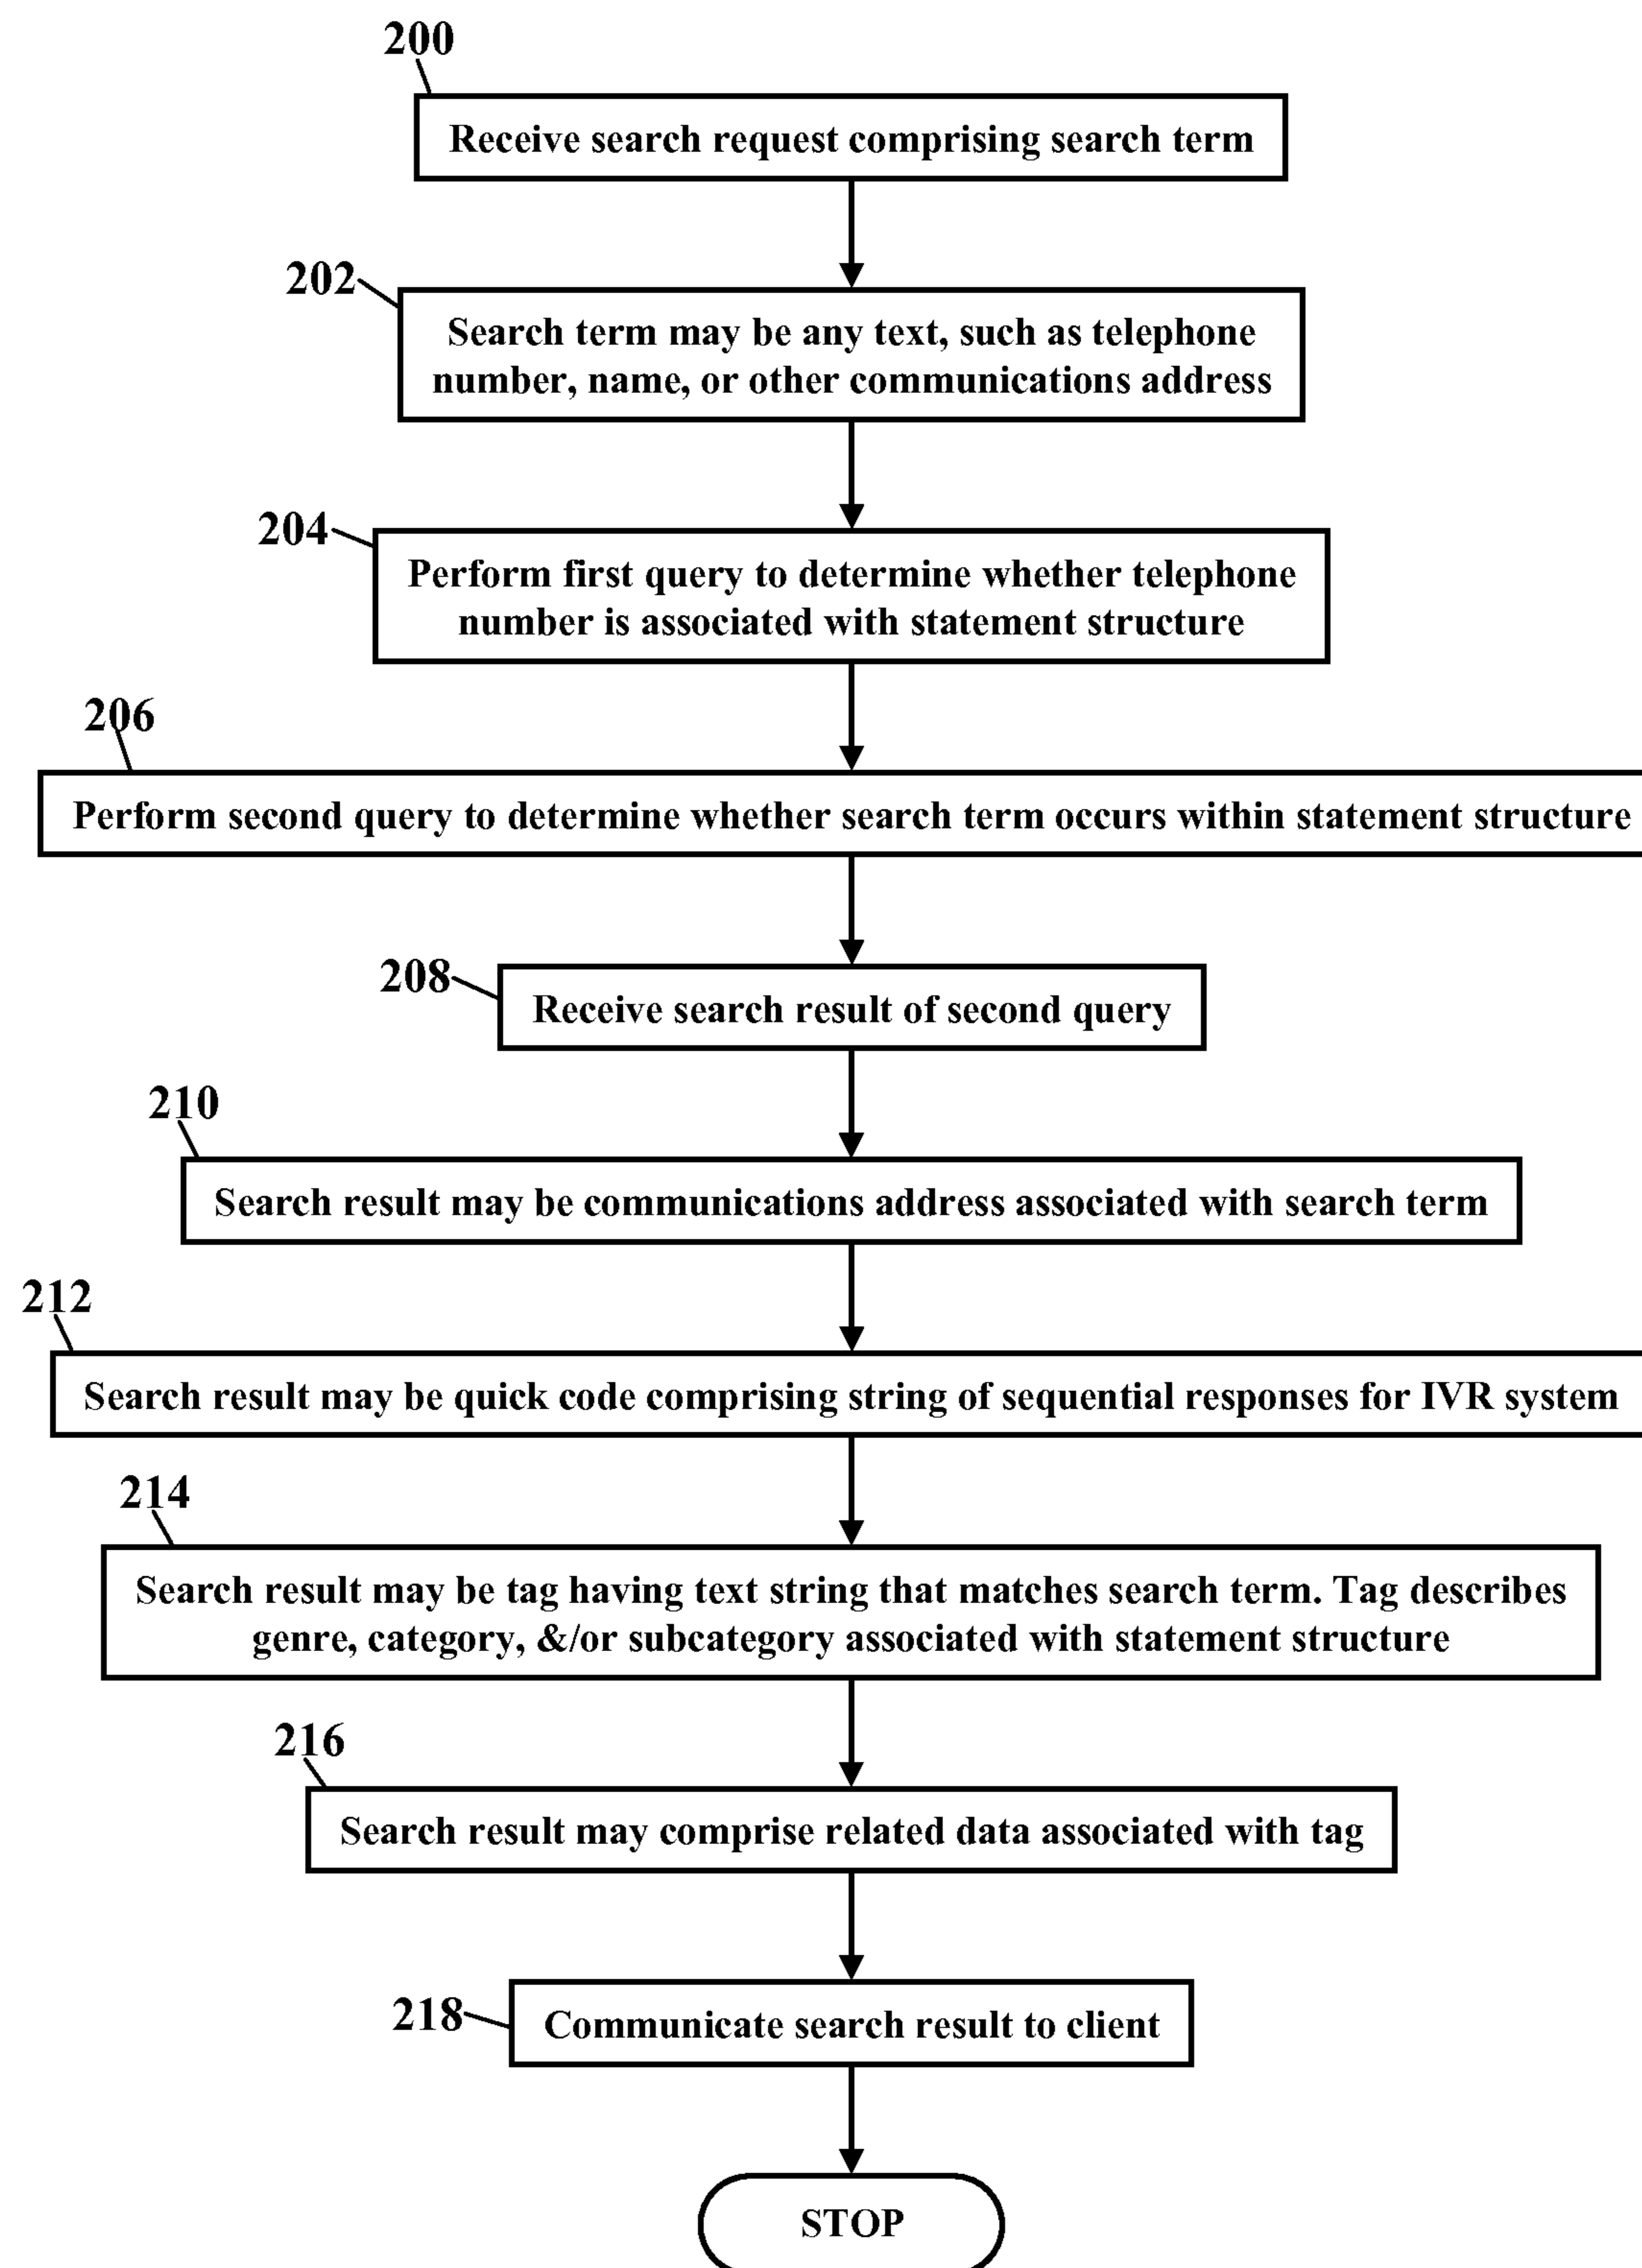 200
Receive search request comprising search term
202
Search term may be any text, such as telephone
number, name, or other communications address
204
Perform first query to determine whether telephone
number is associated with statement structure
206
Perform second query to determine whether search term occurs within statement structure
208
Receive search result of second query
210
Search result may be communications address associated with search term
212
Search result may be quick code comprising string of sequential responses for IVR system
214
Search result may be tag having text string that matches search term. Tag describes
genre, category, &/or subcategory associated with statement structure
216
Search result may comprise related data associated with tag
218
Communicate search result to client
STOP